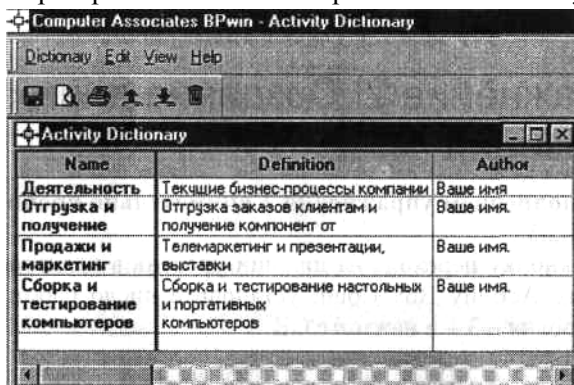 Computer Associates BPwin - Activity Dictionary
Dictionary Edit View Help
Activity Dictionary
Name Definition Author
Деятельность Текущие бизнес-процессы компании Ваше имя
Отгрузка и получение Отгрузка заказов клиентам и получение компонент от Ваше имя.
Продажи и маркетинг Телемаркетинг и презентации, выставки Ваше имя.
Сборка и тестирование компьютеров Сборка и тестирование настольных и портативных компьютеров Ваше имя.